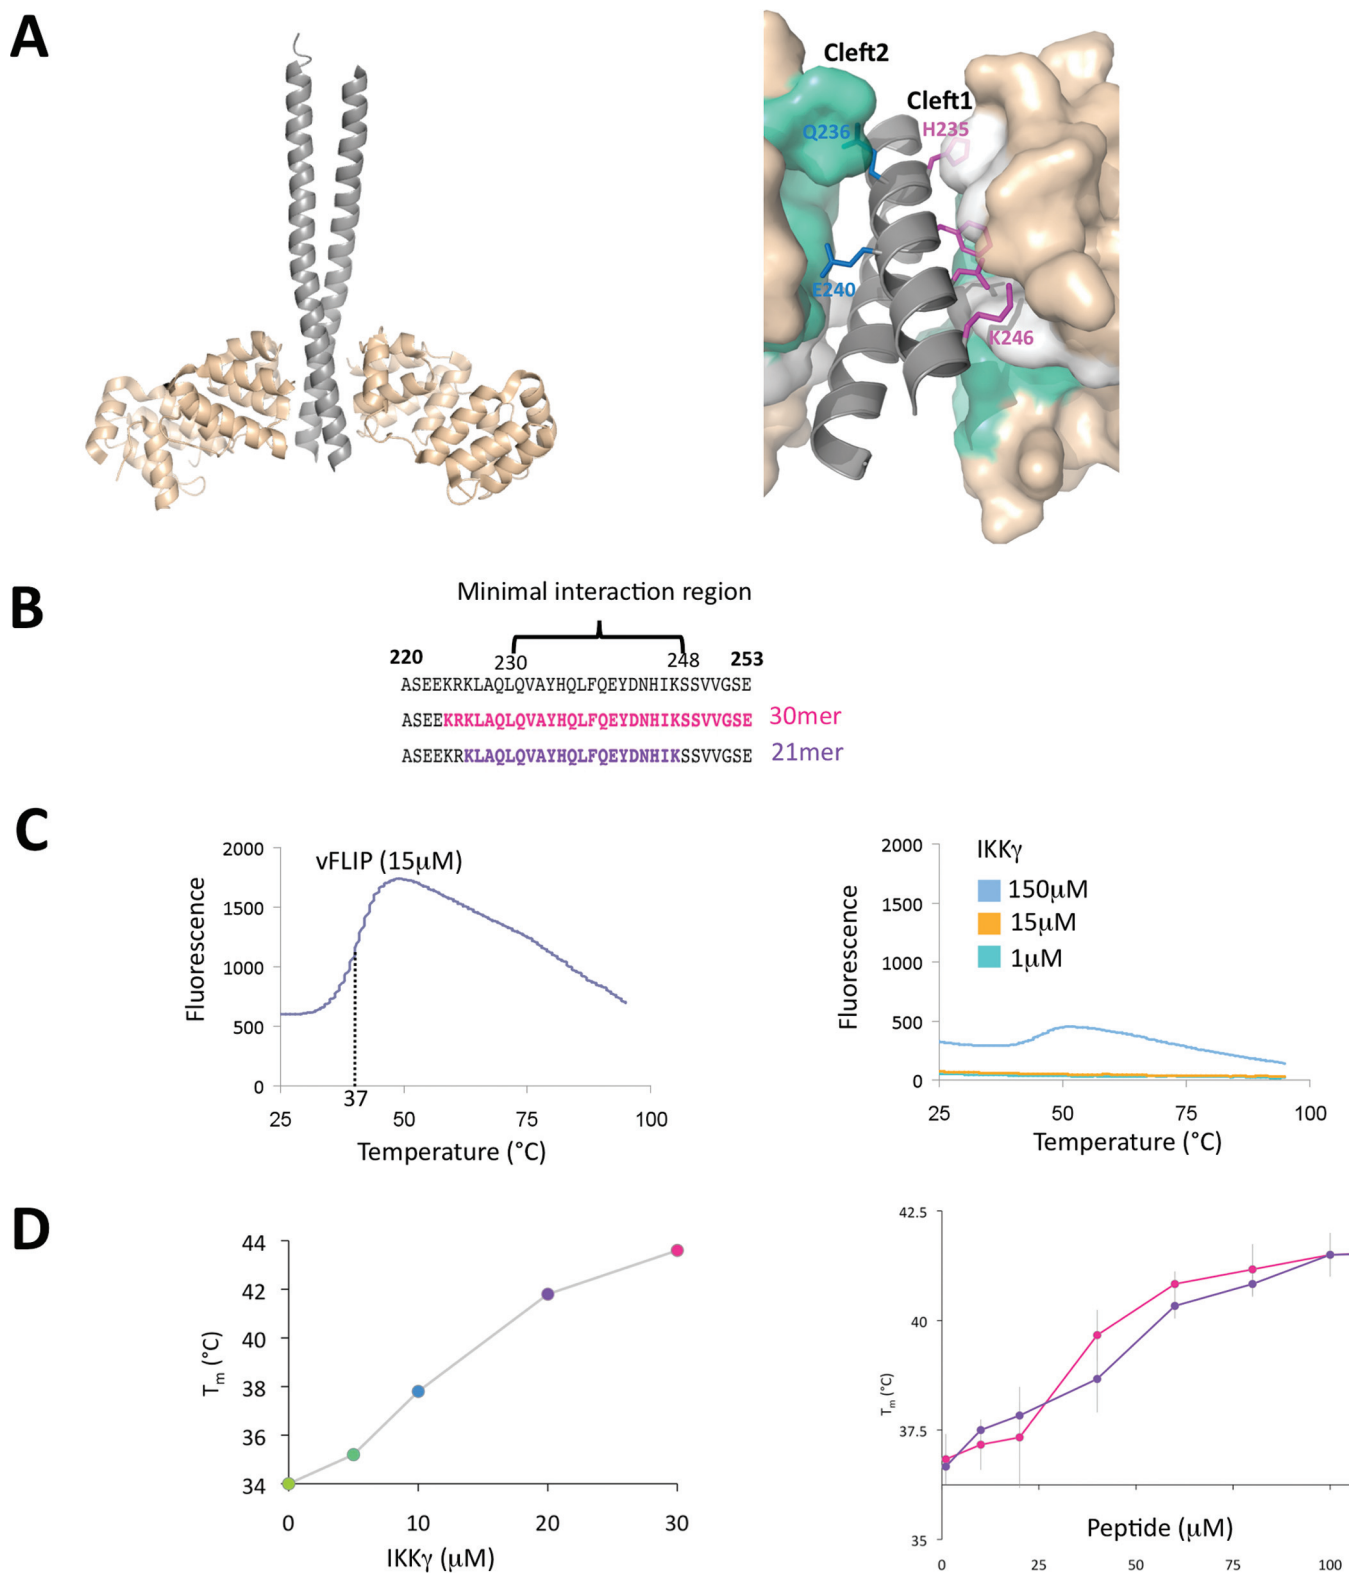 A
Cleft2
Cleft1
Q236
H235
E240
K246
B
Minimal interaction region
220
230
248
253
ASEEKRKLAQLQVAYHQLFQEYDNHIKSSVVGSE
ASEEKRKLAQLQVAYHQLFQEYDNHIKSSVVGSE 30mer
ASEEKRKLAQLQVAYHQLFQEYDNHIKSSVVGSE 21mer
C
2000
1500
1000
500
0
Fluorescence
vFLIP (15μM)
37
25 50 75 100
Temperature (°C)
2000
1500
1000
500
0
Fluorescence
IKKγ
150μM
15μM
1μM
25 50 75 100
Temperature (°C)
D
44
42
40
38
36
34
Tm (°C)
0 10 20 30
IKKγ (μM)
42.5
40
37.5
35
Tm (°C)
Peptide (μM)
0 25 50 75 100